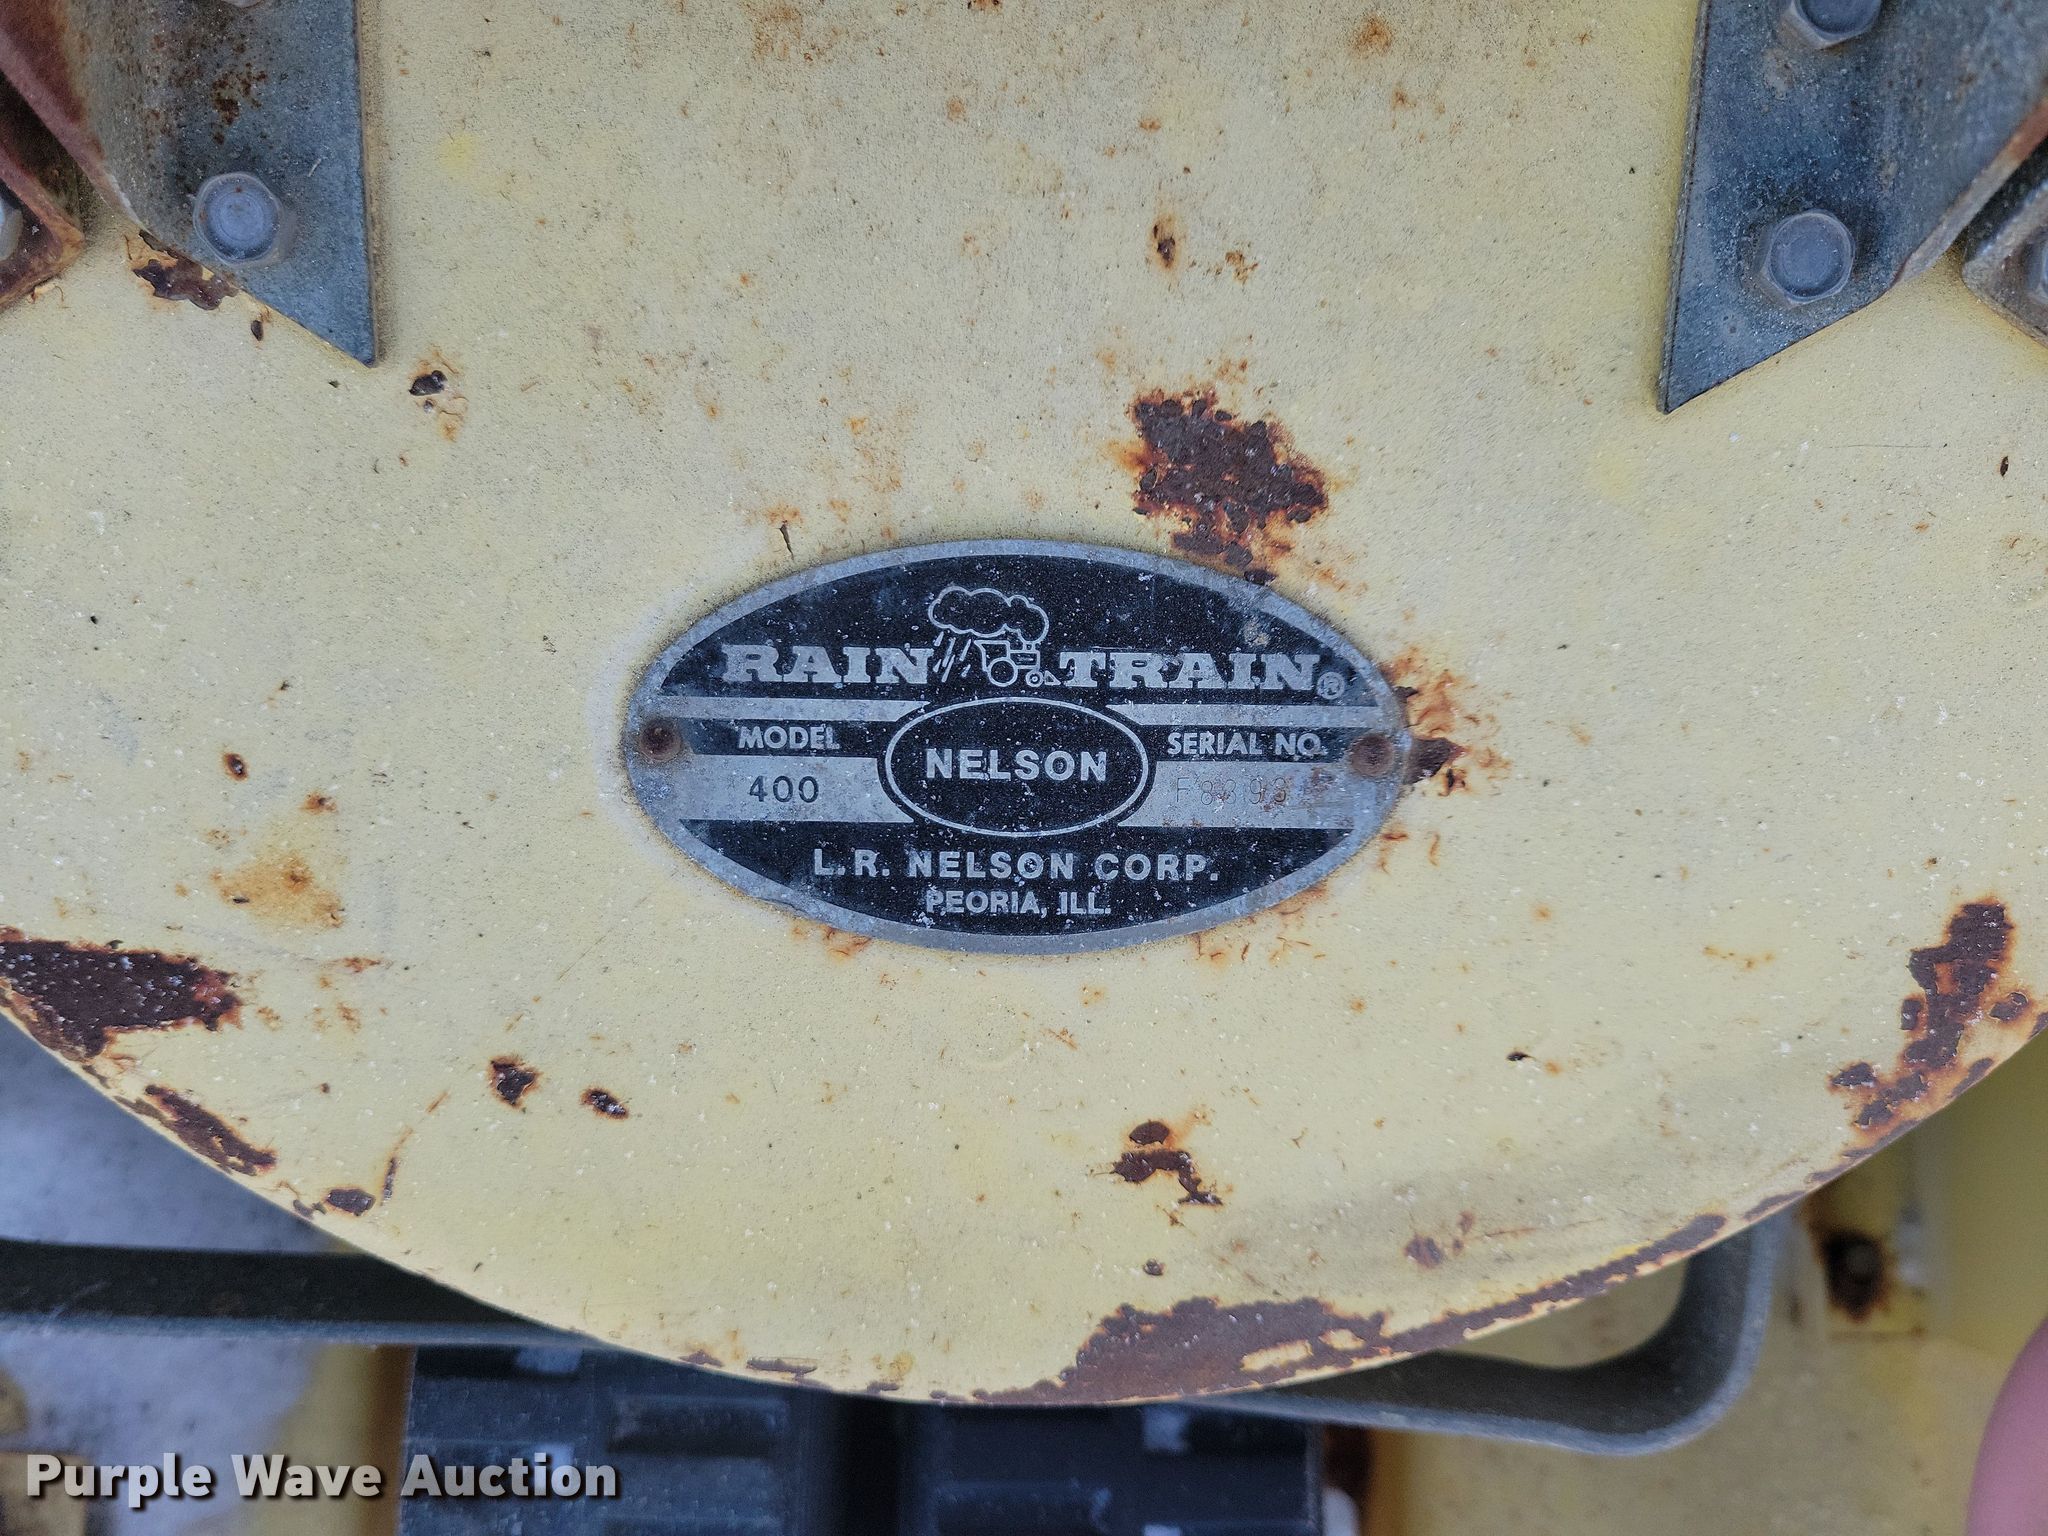 RAIN TRAIN®
MODEL
SERIAL NO.
400
NELSON
L.R. NELSON CORP.
PEORIA, ILL.
Purple Wave Auction